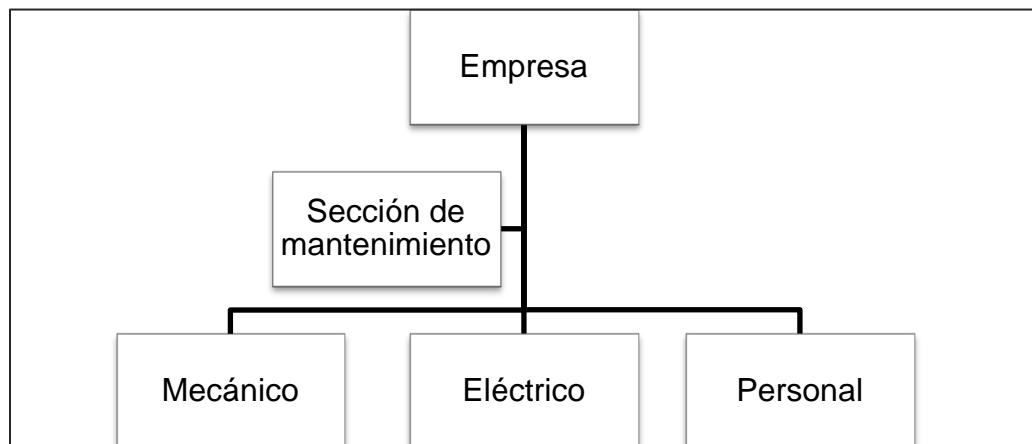 Empresa
Sección de
mantenimiento
Mecánico
Eléctrico
Personal